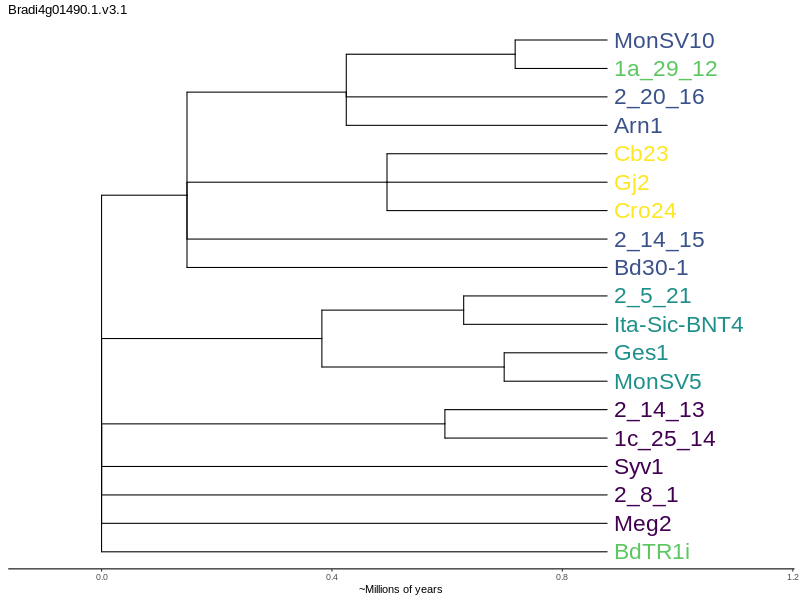 Bradi4g01490.1.v3.1
MonSV10
1a_29_12
2_20_16
Arn1
Cb23
Gj2
Cro24
2_14_15
Bd30-1
2_5_21
Ita-Sic-BNT4
Ges1
MonSV5
2_14_13
1c_25_14
Syv1
2_8_1
Meg2
BdTR1i
0.0 0.4 0.8 1.2
~Millions of years